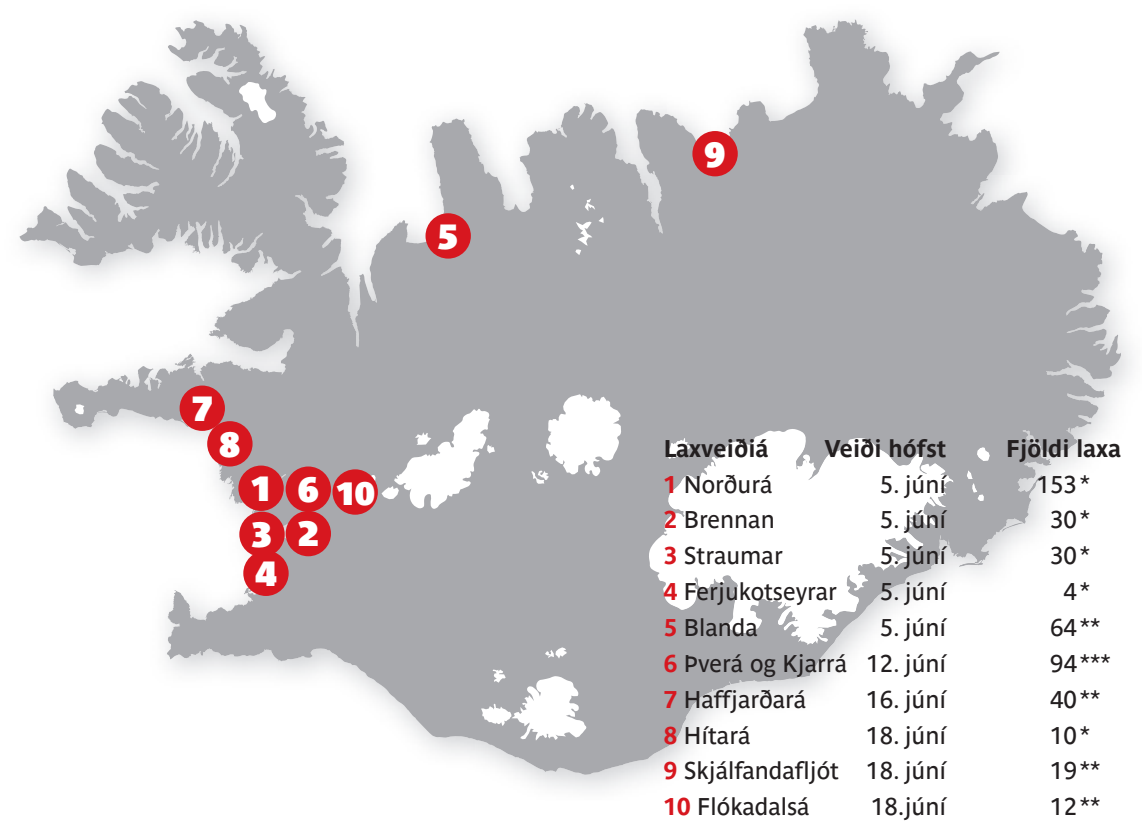 9
5
7
8
1 6 10
3 2
4
Laxveiðiá Veiði hófst Fjöldi laxa
1 Norðurá 5. júní 153*
2 Brennan 5. júní 30*
3 Straumar 5. júní 30*
4 Ferjukotseyrar 5. júní 4*
5 Blanda 5. júní 64**
6 Þverá og Kjarrá 12. júní 94***
7 Haffjarðará 16. júní 40**
8 Hítará 18. júní 10*
9 Skjálfandafljót 18. júní 19**
10 Flókadalsá 18.júní 12**